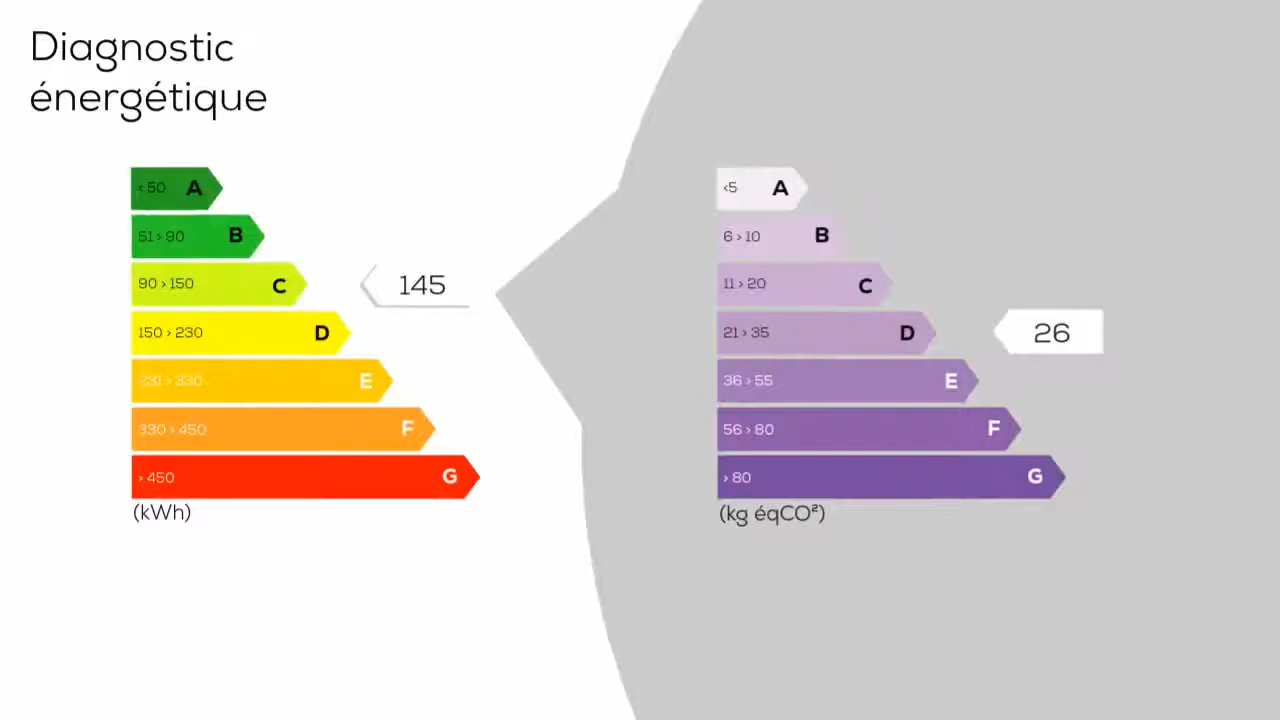 Diagnostic
énergétique
< 50 A
51 > 90 B
90 > 150 C
145
150 > 230 D
231 > 330 E
330 > 450 F
> 450 G
(kWh)
<5 A
6 > 10 B
11 > 20 C
21 > 35 D
26
36 > 55 E
56 > 80 F
> 80 G
(kg éqCO²)